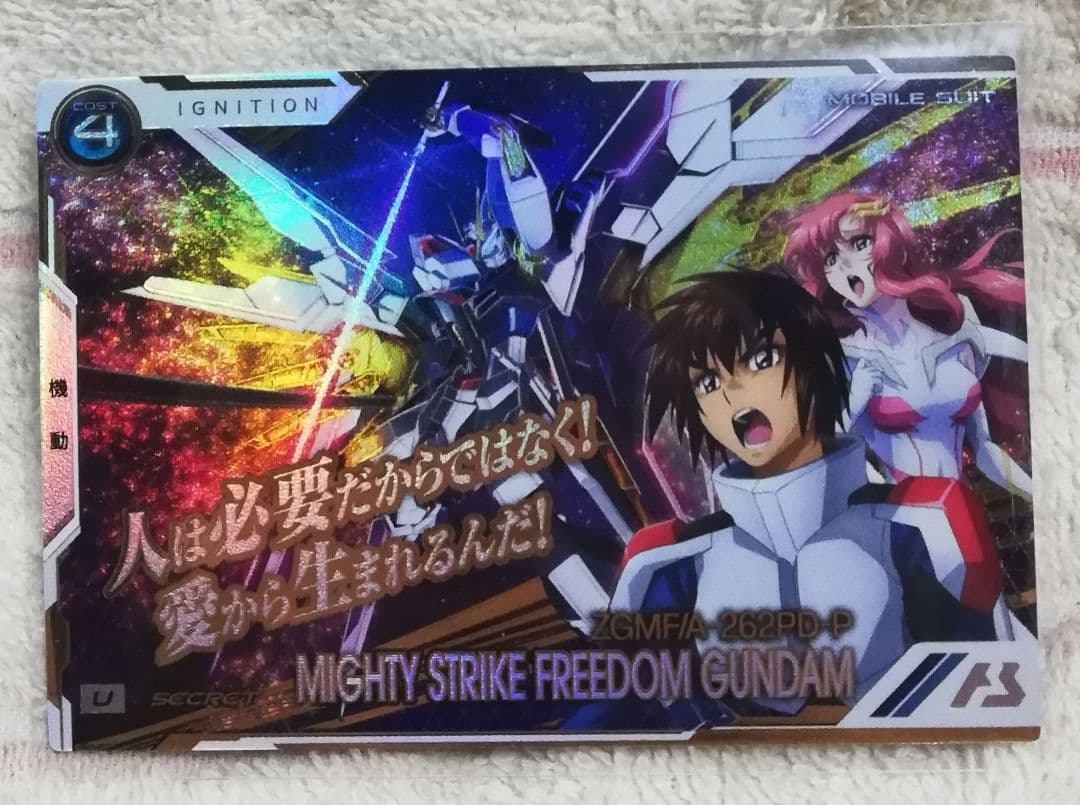 COST
4
IGNITION
MOBILE SUIT
機動
人は必要だからではなく!
愛から生まれるんだ!
ZGMF/A-262PD-P
MIGHTY STRIKE FREEDOM GUNDAM
U
SECRET